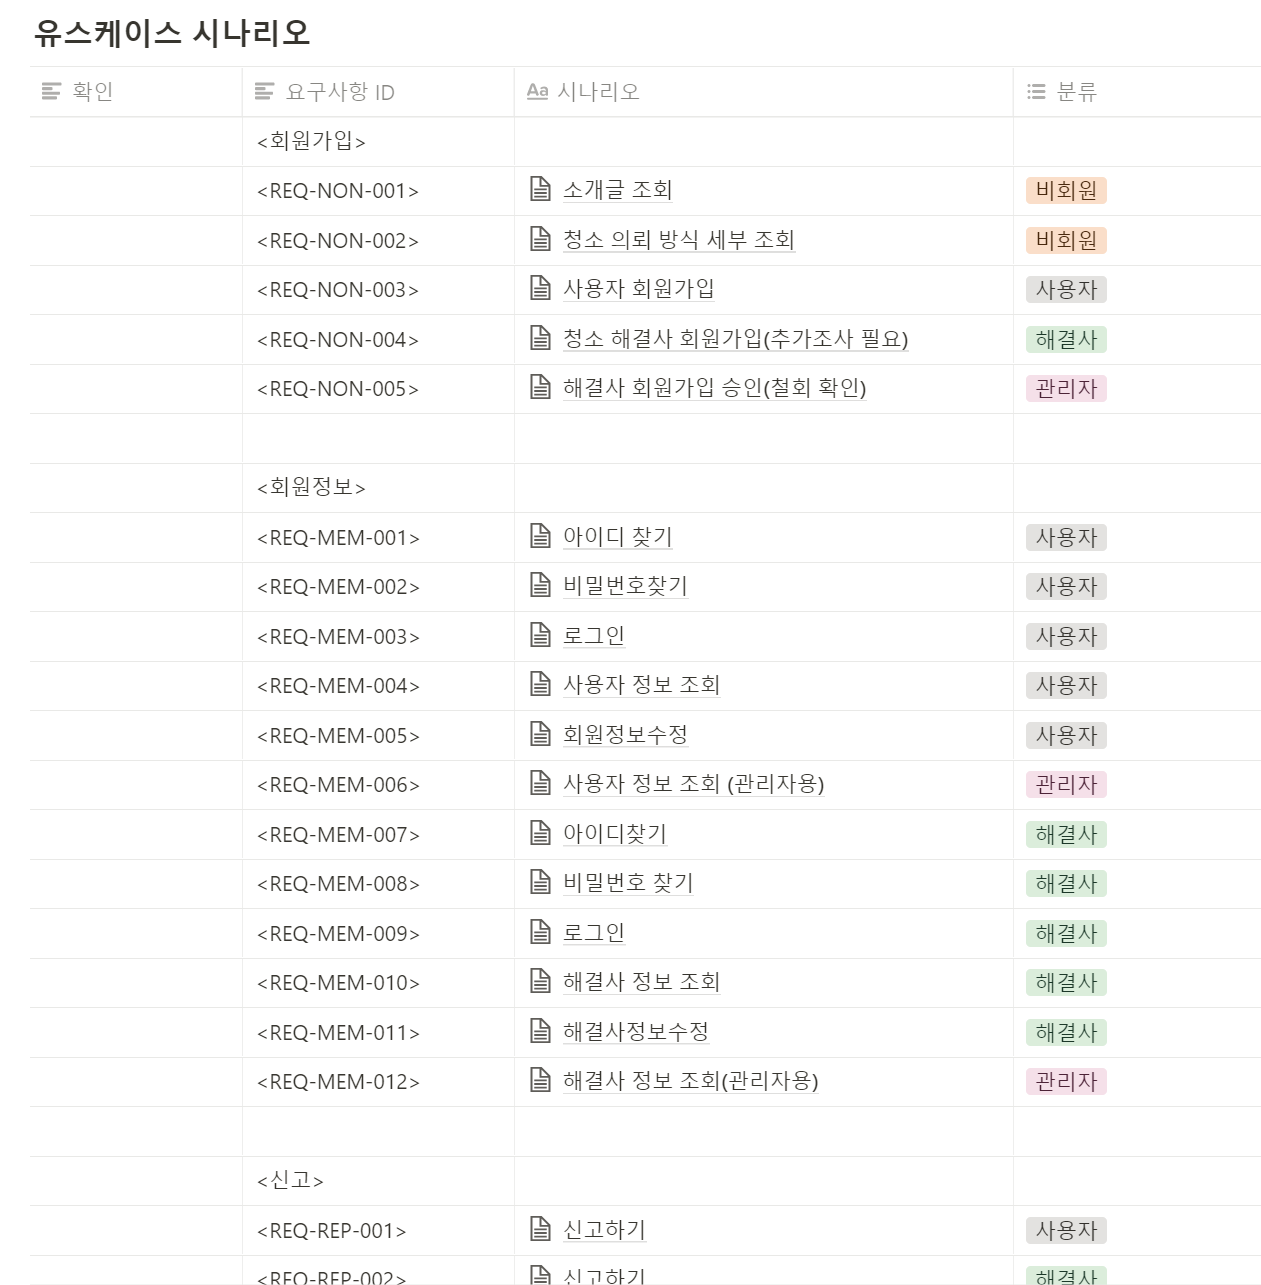 유스케이스 시나리오
확인 요구사항 ID Aa 시나리오 분류
<회원가입>
<REQ-NON-001> 소개글 조회 비회원
<REQ-NON-002> 청소 의뢰 방식 세부 조회 비회원
<REQ-NON-003> 사용자 회원가입 사용자
<REQ-NON-004> 청소 해결사 회원가입(추가조사 필요) 해결사
<REQ-NON-005> 해결사 회원가입 승인(철회 확인) 관리자
<회원정보>
<REQ-MEM-001> 아이디 찾기 사용자
<REQ-MEM-002> 비밀번호찾기 사용자
<REQ-MEM-003> 로그인 사용자
<REQ-MEM-004> 사용자 정보 조회 사용자
<REQ-MEM-005> 회원정보수정 사용자
<REQ-MEM-006> 사용자 정보 조회 (관리자용) 관리자
<REQ-MEM-007> 아이디찾기 해결사
<REQ-MEM-008> 비밀번호 찾기 해결사
<REQ-MEM-009> 로그인 해결사
<REQ-MEM-010> 해결사 정보 조회 해결사
<REQ-MEM-011> 해결사정보수정 해결사
<REQ-MEM-012> 해결사 정보 조회(관리자용) 관리자
<신고>
<REQ-REP-001> 신고하기 사용자
<REQ-REP-002> 신고하기 해결사